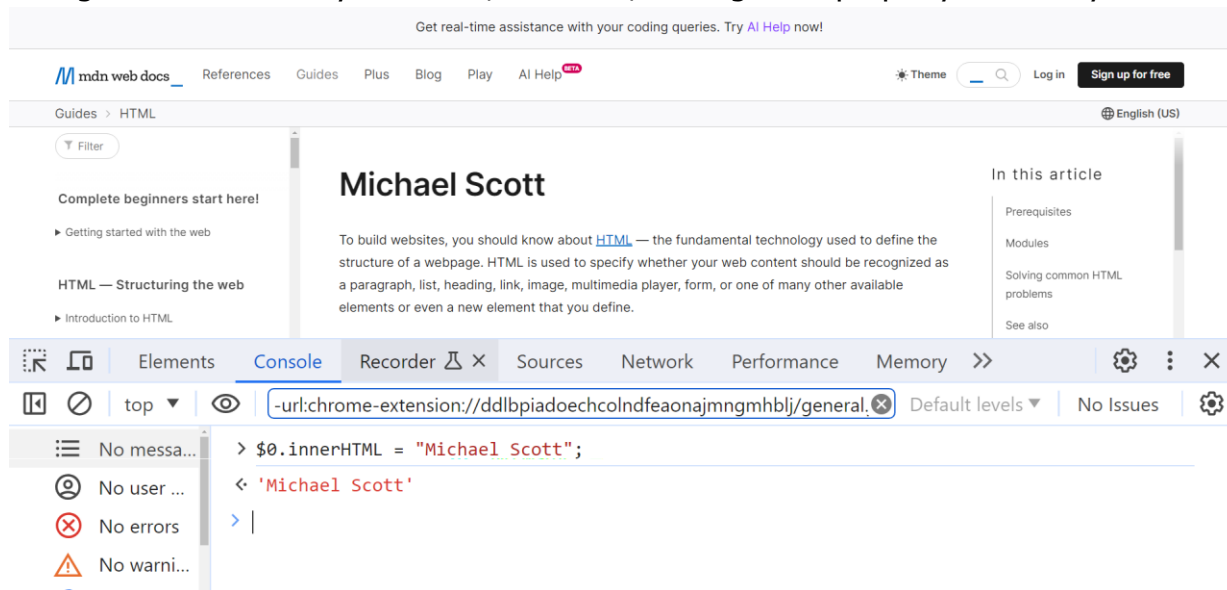 Get real-time assistance with your coding queries. Try AI Help now!
mdn web docs_ References Guides Plus Blog Play AI Help BETA Theme Log in Sign up for free
Guides > HTML English (US)
Filter
Complete beginners start here!
▶ Getting started with the web
HTML — Structuring the web
▶ Introduction to HTML
Michael Scott
To build websites, you should know about HTML — the fundamental technology used to define the
structure of a webpage. HTML is used to specify whether your web content should be recognized as
a paragraph, list, heading, link, image, multimedia player, form, or one of many other available
elements or even a new element that you define.
In this article
Prerequisites
Modules
Solving common HTML
problems
See also
Elements Console Recorder Sources Network Performance Memory
top ▼ -url:chrome-extension://ddlbpiadoechcolndfeaonajmngmhblj/general. Default levels ▼ No Issues
No messa...
No user ...
No errors
No warni...
> $0.innerHTML = "Michael Scott";
'Michael Scott'
>